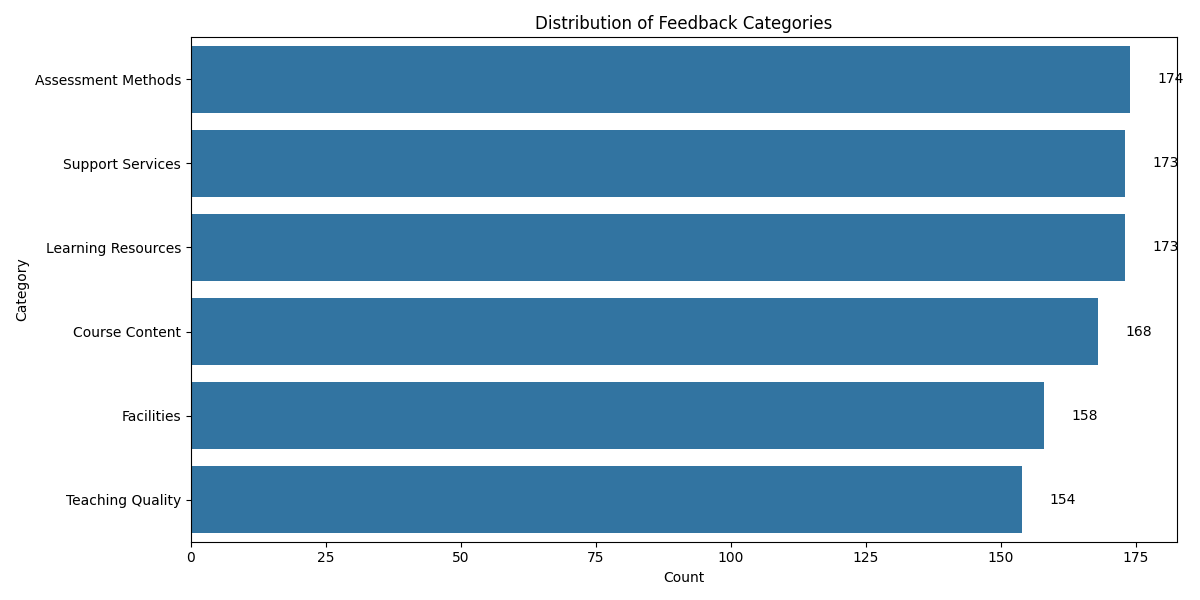 Distribution of Feedback Categories
Category
Assessment Methods 174
Support Services 173
Learning Resources 173
Course Content 168
Facilities 158
Teaching Quality 154
0 25 50 75 100 125 150 175
Count